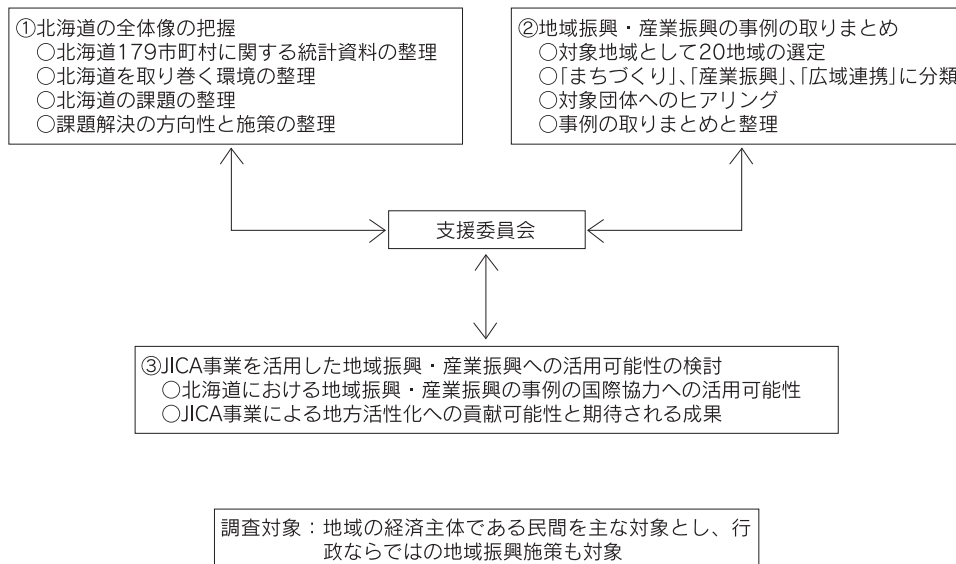 ①北海道の全体像の把握
○北海道179市町村に関する統計資料の整理
○北海道を取り巻く環境の整理
○北海道の課題の整理
○課題解決の方向性と施策の整理
②地域振興・産業振興の事例の取りまとめ
○対象地域として20地域の選定
○「まちづくり」、「産業振興」、「広域連携」に分類
○対象団体へのヒアリング
○事例の取りまとめと整理
支援委員会
③JICA事業を活用した地域振興・産業振興への活用可能性の検討
○北海道における地域振興・産業振興の事例の国際協力への活用可能性
○JICA事業による地方活性化への貢献可能性と期待される成果
調査対象：地域の経済主体である民間を主な対象とし、行
政ならではの地域振興施策も対象